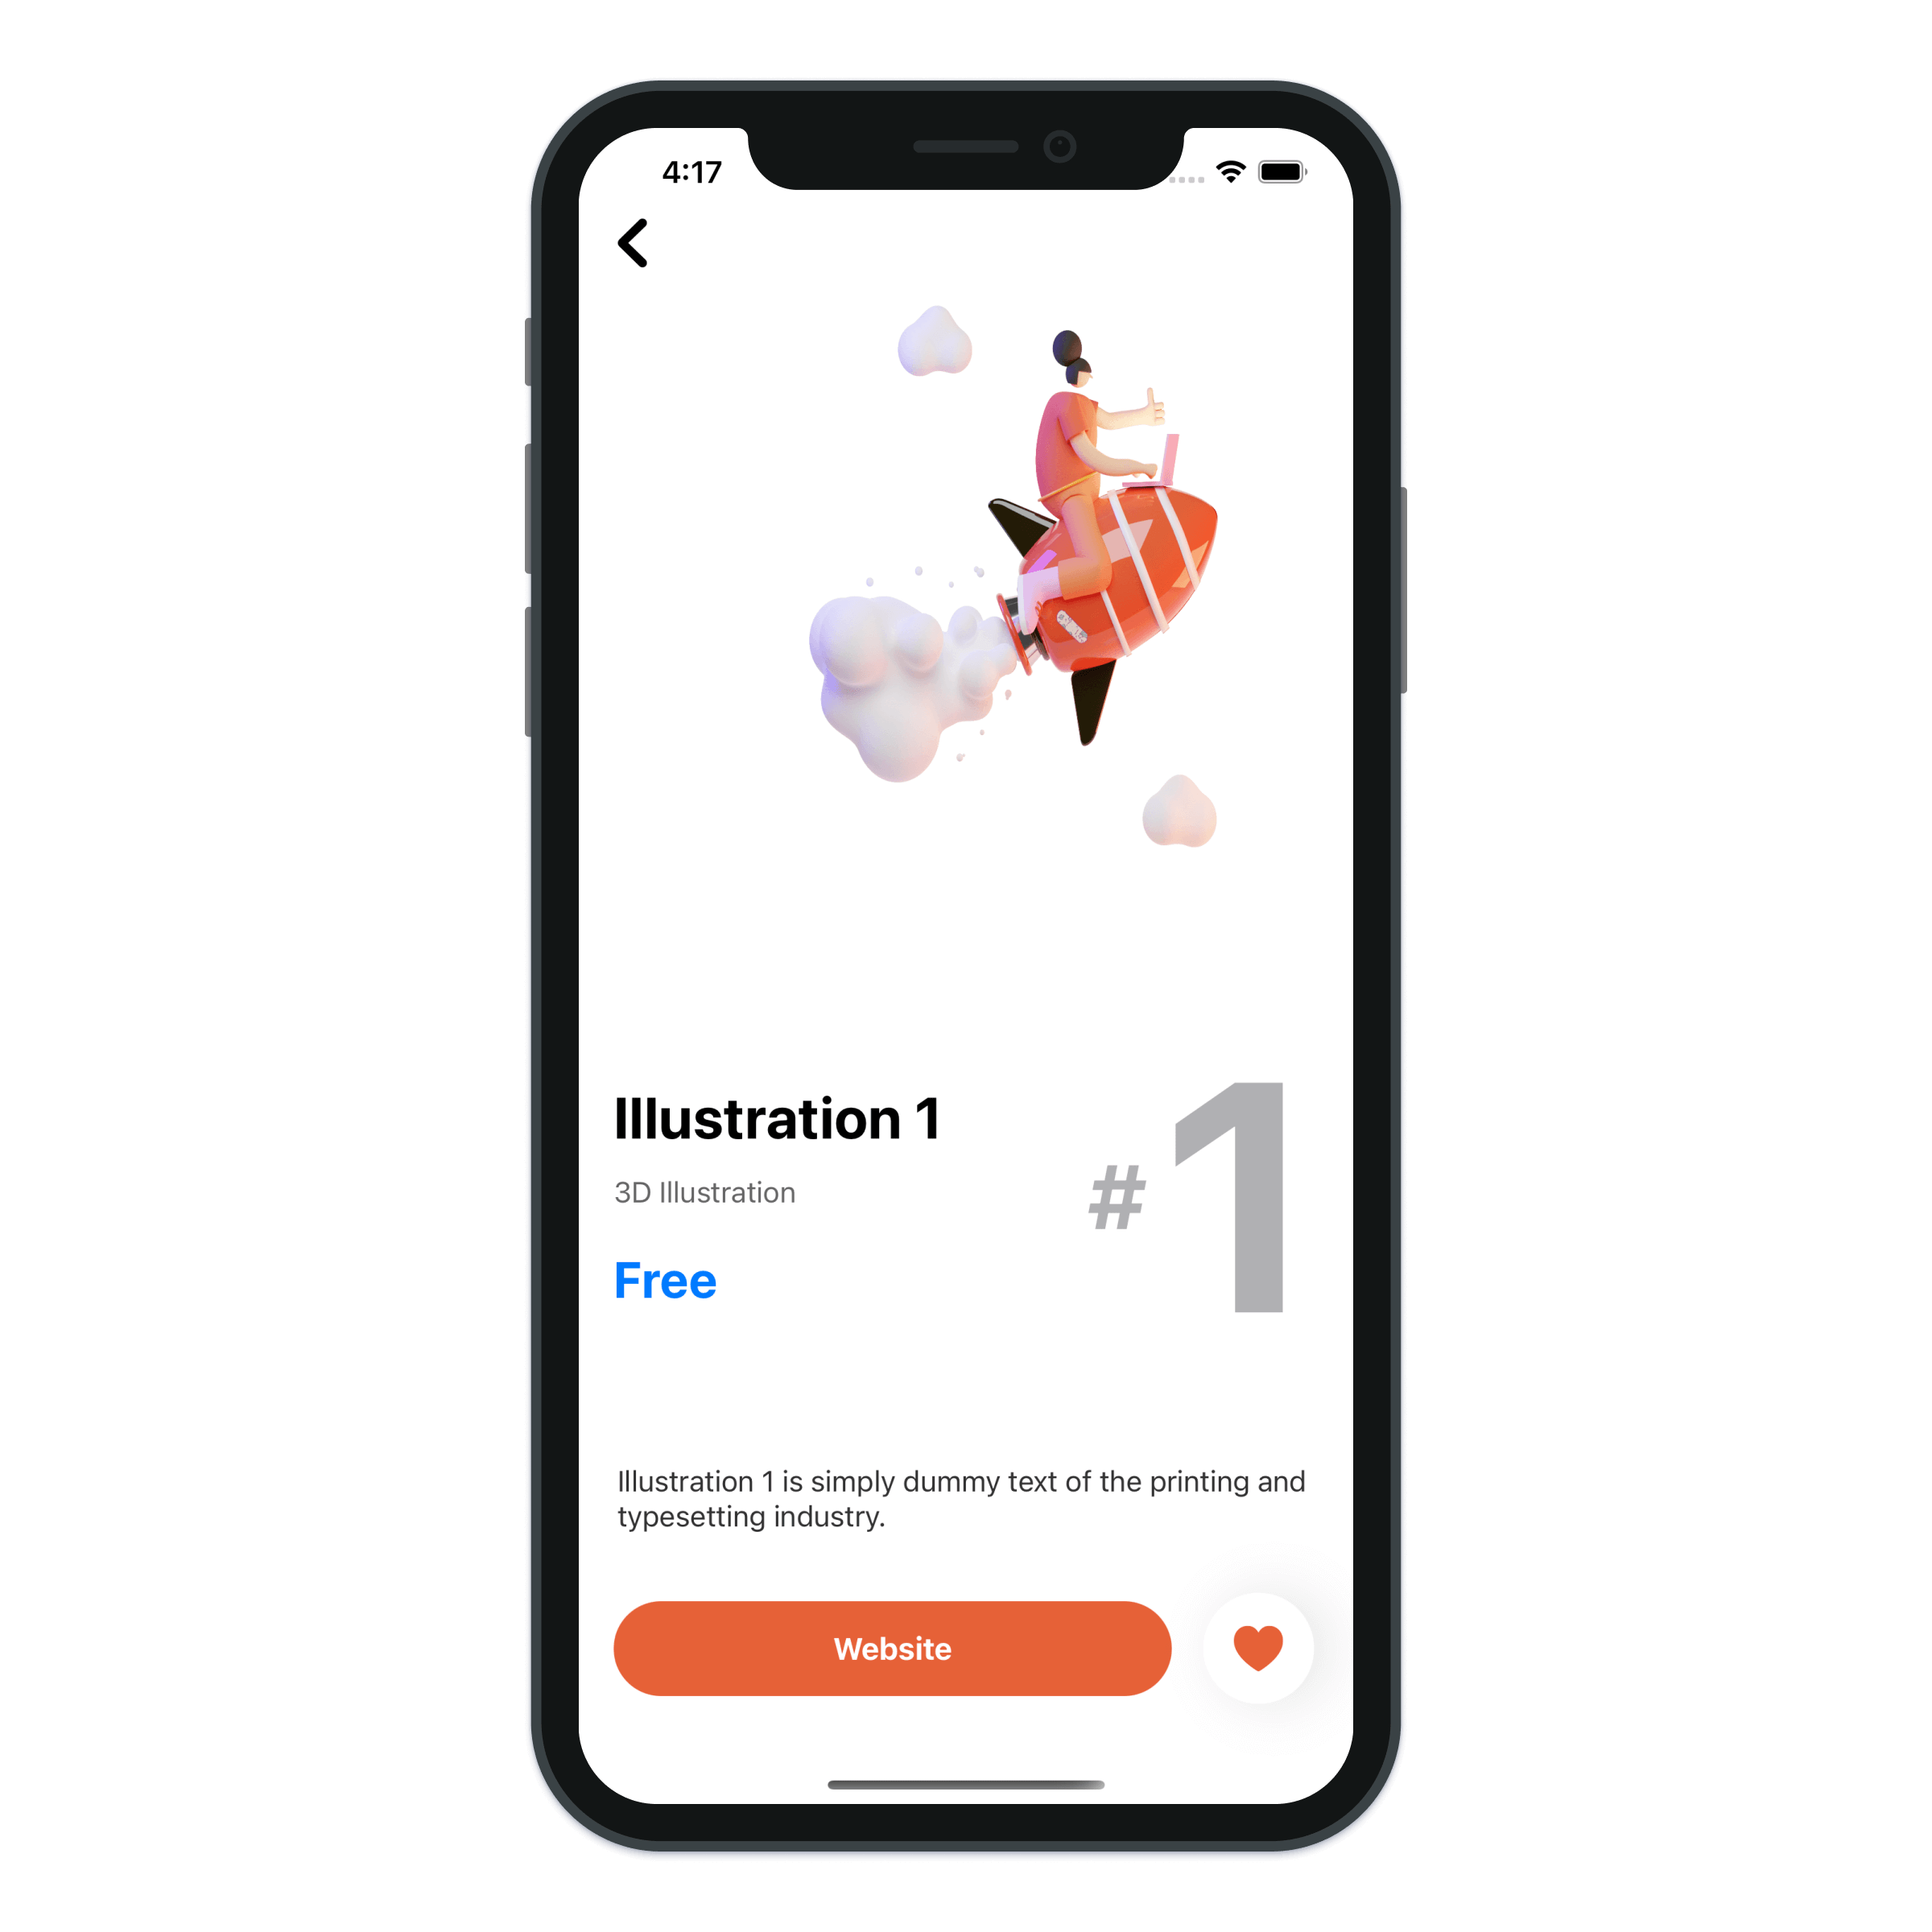 4:17
Illustration 1
3D Illustration
Free
#1
Illustration 1 is simply dummy text of the printing and
typesetting industry.
Website